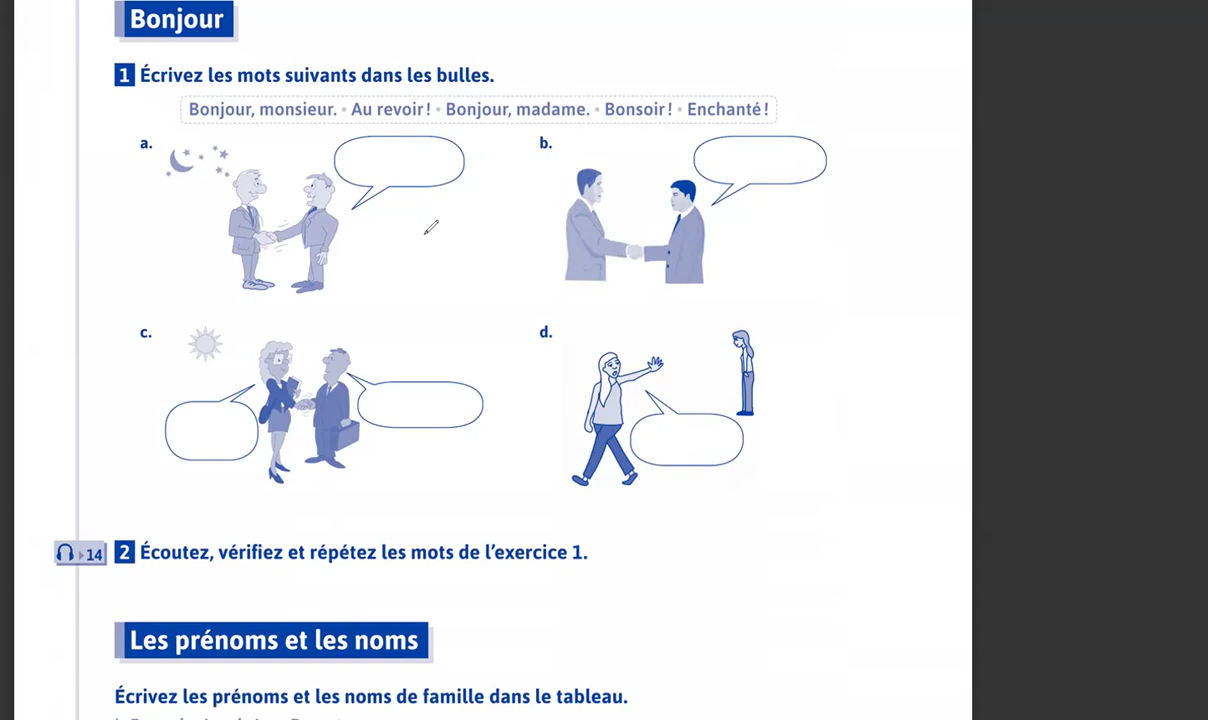 Bonjour
1 Écrivez les mots suivants dans les bulles.
Bonjour, monsieur. • Au revoir ! • Bonjour, madame. • Bonsoir ! • Enchanté !
a.
b.
c.
d.
14 2 Écoutez, vérifiez et répétez les mots de l'exercice 1.
Les prénoms et les noms
Écrivez les prénoms et les noms de famille dans le tableau.